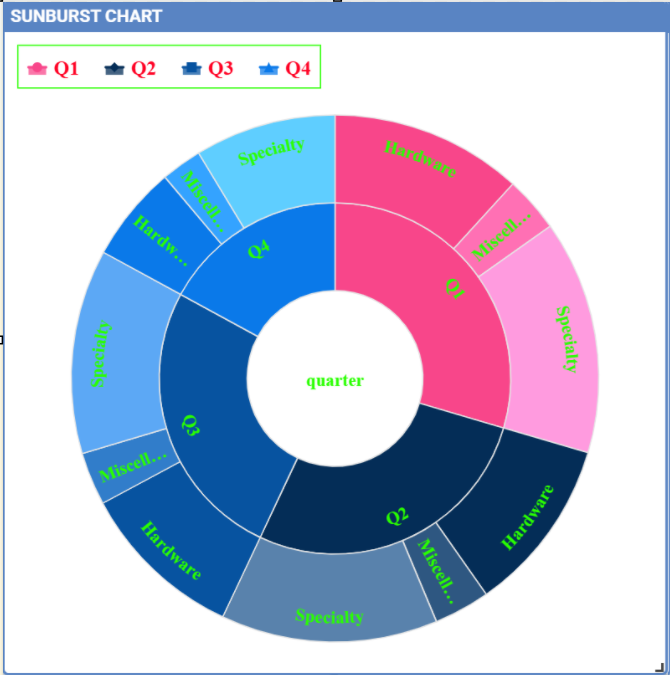 SUNBURST CHART
Q1 Q2 Q3 Q4
Hardware
Miscell...
Specialty
Q1
Hardware
Miscell...
Specialty
Q2
Hardware
Miscell...
Specialty
Q3
Hardw...
Miscell...
Specialty
Q4
quarter